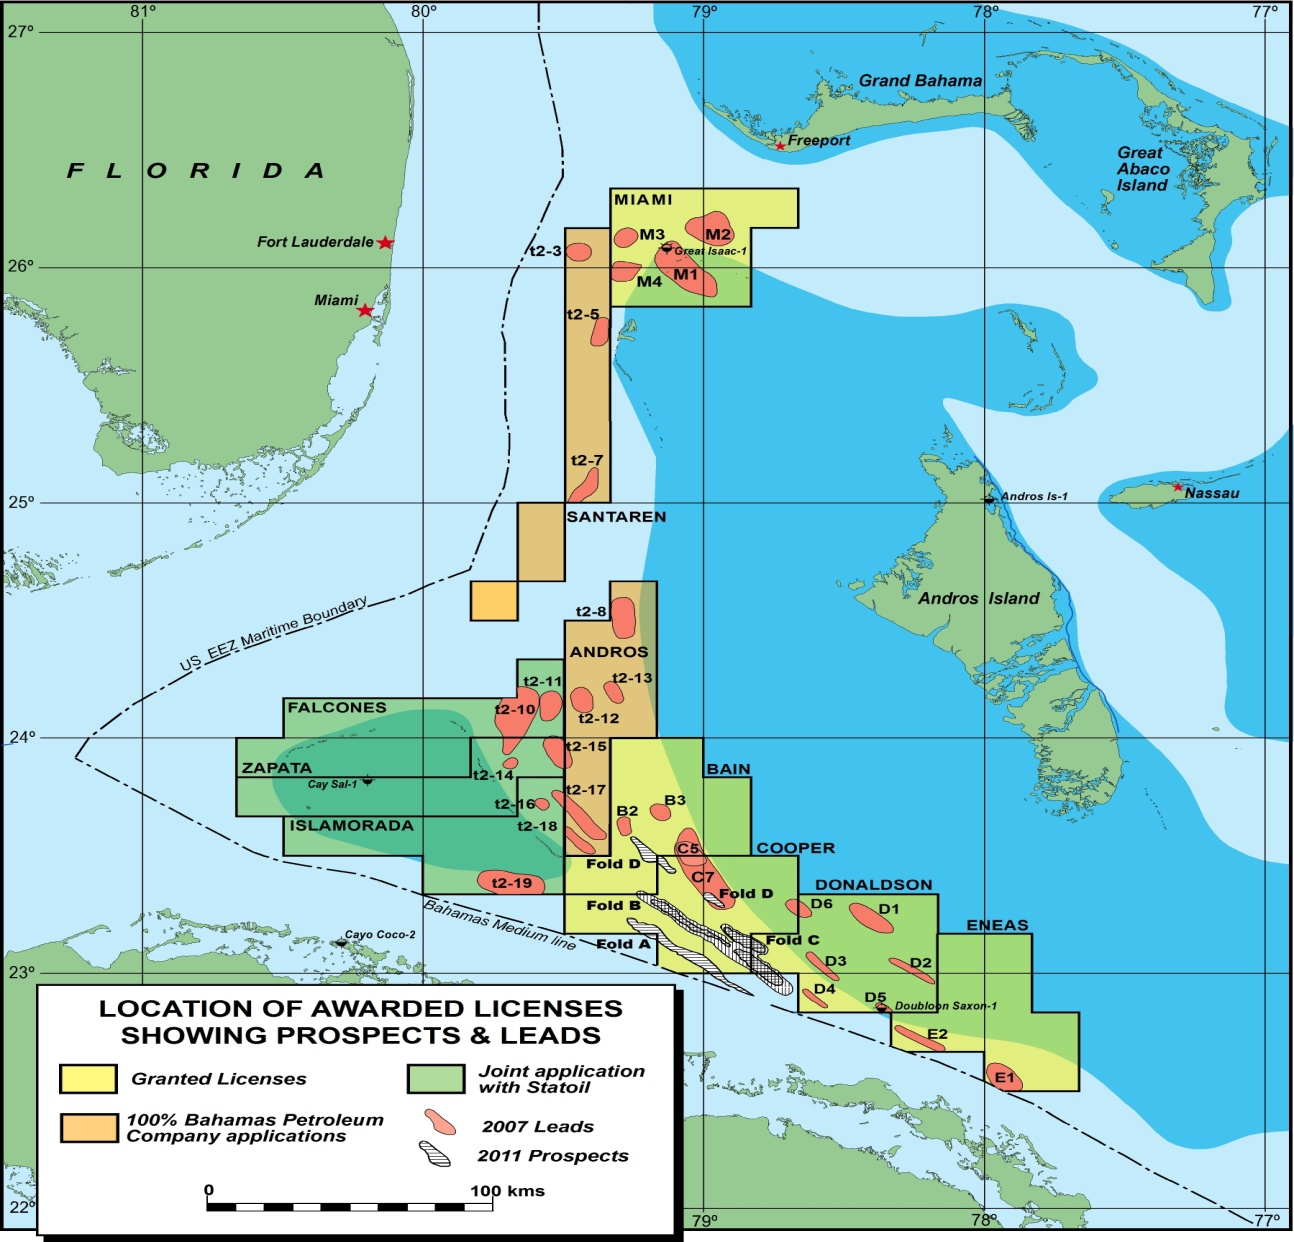 81°
80°
79°
78°
77°
27°
Grand Bahama
Freeport
Great
Abaco
Island
F L O R I D A
MIAMI
Fort Lauderdale
t2-3
M3
M2
Great Isaac-1
26°
M4
M1
Miami
t2-5
t2-7
25°
SANTAREN
Andros Is-1
Nassau
US EEZ Maritime Boundary
t2-8
Andros Island
ANDROS
t2-11
t2-13
FALCONES
t2-10
t2-12
24°
t2-15
ZAPATA
t2-14
BAIN
Cay Sal-1
t2-17
t2-16
B2
B3
ISLAMORADA
t2-18
C5
COOPER
Fold D
t2-19
C7
DONALDSON
Fold D
Bahamas Medium line
Fold B
D6
D1
ENEAS
Cayo Coco-2
Fold A
Fold C
23°
D3
D2
D4
D5
Doubloon Saxon-1
E2
E1
LOCATION OF AWARDED LICENSES
SHOWING PROSPECTS & LEADS
Granted Licenses
Joint application
with Statoil
100% Bahamas Petroleum
Company applications
2007 Leads
2011 Prospects
0
100 kms
22°
79°
78°
77°